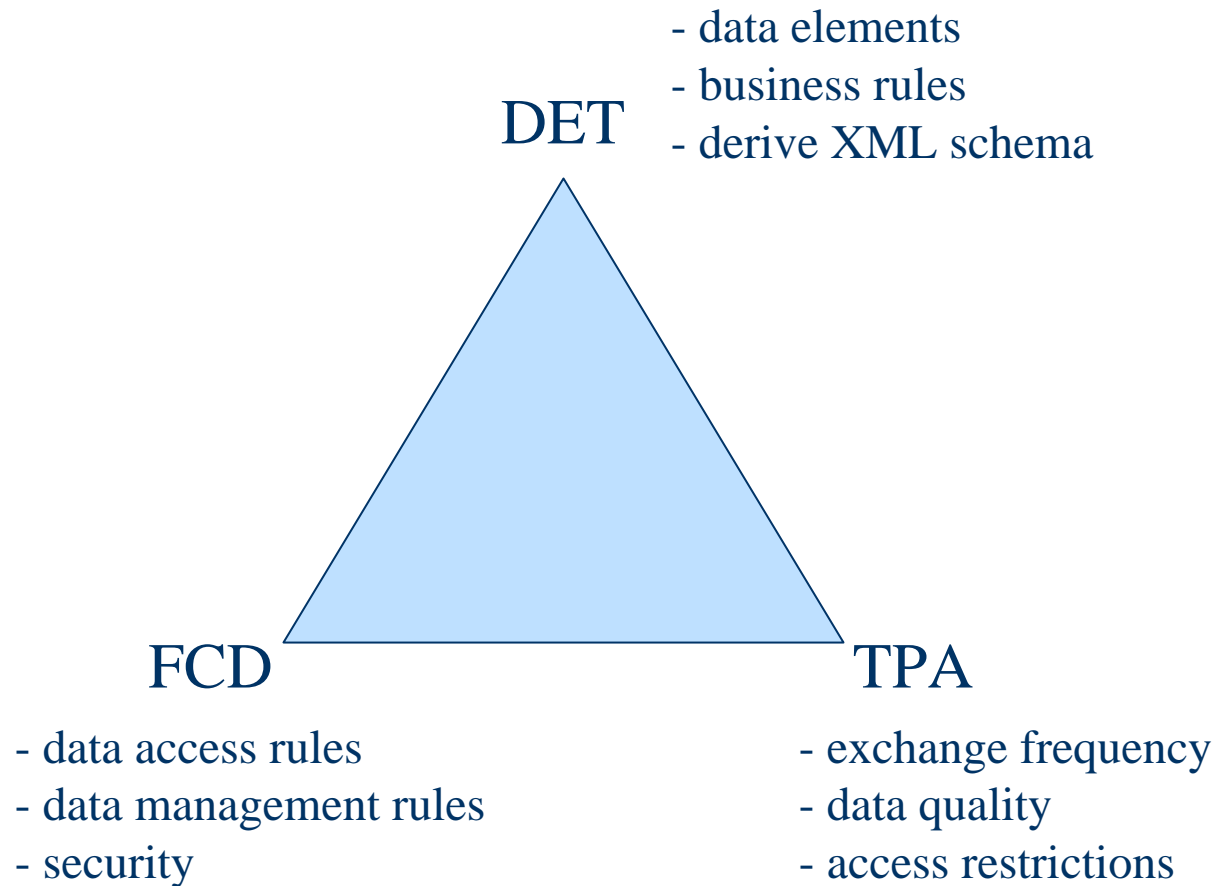 DET
- data elements
- business rules
- derive XML schema
FCD
- data access rules
- data management rules
- security
TPA
- exchange frequency
- data quality
- access restrictions